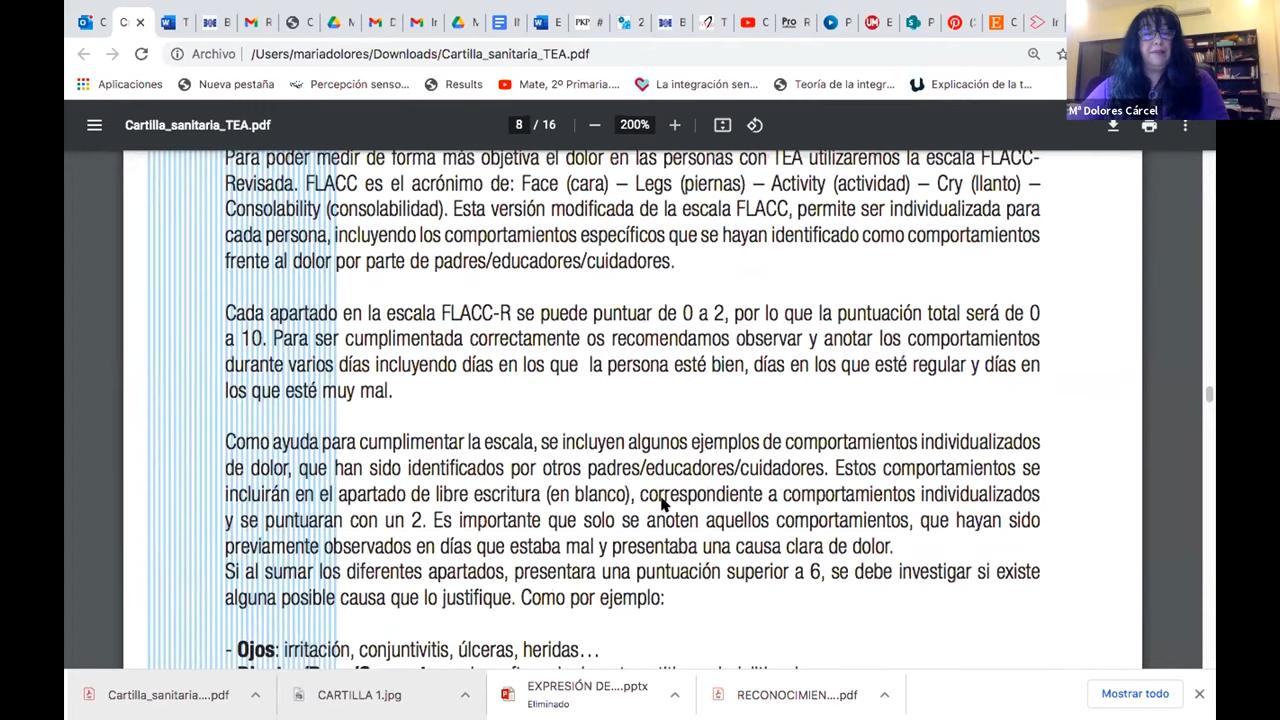 Archivo /Users/mariadolores/Downloads/Cartilla_sanitaria_TEA.pdf
Aplicaciones Nueva pestaña Percepción senso... Results Mate, 2º Primaria.... La integración sen... Teoría de la integr... Explicación de la t...
Mª Dolores Cárcel
Cartilla_sanitaria_TEA.pdf 8 / 16 200%
Para poder medir de forma más objetiva el dolor en las personas con TEA utilizaremos la escala FLACC-
Revisada. FLACC es el acrónimo de: Face (cara) – Legs (piernas) – Activity (actividad) – Cry (llanto) –
Consolability (consolabilidad). Esta versión modificada de la escala FLACC, permite ser individualizada para
cada persona, incluyendo los comportamientos específicos que se hayan identificado como comportamientos
frente al dolor por parte de padres/educadores/cuidadores.
Cada apartado en la escala FLACC-R se puede puntuar de 0 a 2, por lo que la puntuación total será de 0
a 10. Para ser cumplimentada correctamente os recomendamos observar y anotar los comportamientos
durante varios días incluyendo días en los que la persona esté bien, días en los que esté regular y días en
los que esté muy mal.
Como ayuda para cumplimentar la escala, se incluyen algunos ejemplos de comportamientos individualizados
de dolor, que han sido identificados por otros padres/educadores/cuidadores. Estos comportamientos se
incluirán en el apartado de libre escritura (en blanco), correspondiente a comportamientos individualizados
y se puntuaran con un 2. Es importante que solo se anoten aquellos comportamientos, que hayan sido
previamente observados en días que estaba mal y presentaba una causa clara de dolor.
Si al sumar los diferentes apartados, presentara una puntuación superior a 6, se debe investigar si existe
alguna posible causa que lo justifique. Como por ejemplo:
- Ojos: irritación, conjuntivitis, úlceras, heridas…
Cartilla_sanitaria....pdf CARTILLA 1.jpg EXPRESIÓN DE....pptx RECONOCIMIEN....pdf Mostrar todo
Eliminado